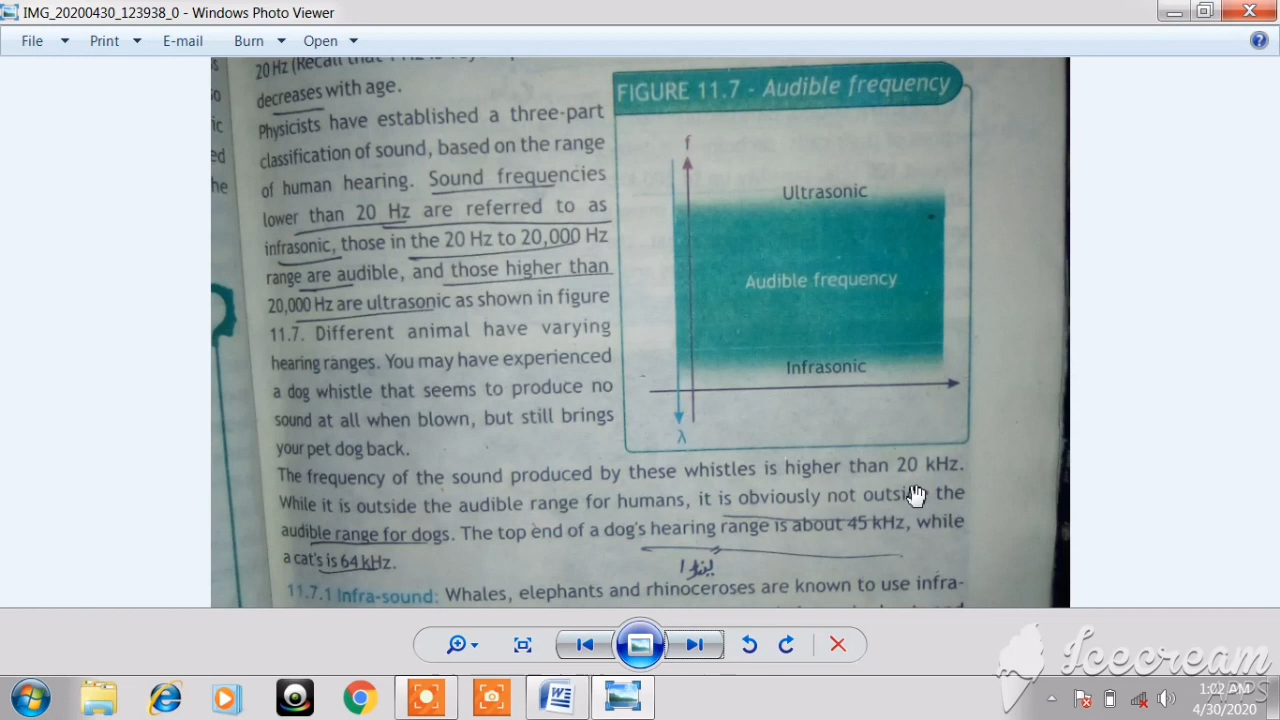 IMG_20200430_123938_0 - Windows Photo Viewer
File Print E-mail Burn Open
20 Hz (Recall that 1
decreases with age.
Physicists have established a three-part
classification of sound, based on the range
of human hearing. Sound frequencies
lower than 20 Hz are referred to as
infrasonic, those in the 20 Hz to 20,000 Hz
range are audible, and those higher than
20,000 Hz are ultrasonic as shown in figure
11.7. Different animal have varying
hearing ranges. You may have experienced
a dog whistle that seems to produce no
sound at all when blown, but still brings
your pet dog back.
FIGURE 11.7 - Audible frequency
f
Ultrasonic
Audible frequency
Infrasonic
λ
The frequency of the sound produced by these whistles is higher than 20 kHz.
While it is outside the audible range for humans, it is obviously not outside the
audible range for dogs. The top end of a dog's hearing range is about 45 kHz, while
a cat's is 64 kHz.
11.7.1 Infra-sound: Whales, elephants and rhinoceroses are known to use infra-
Icecream
APPS
1:02 AM
4/30/2020